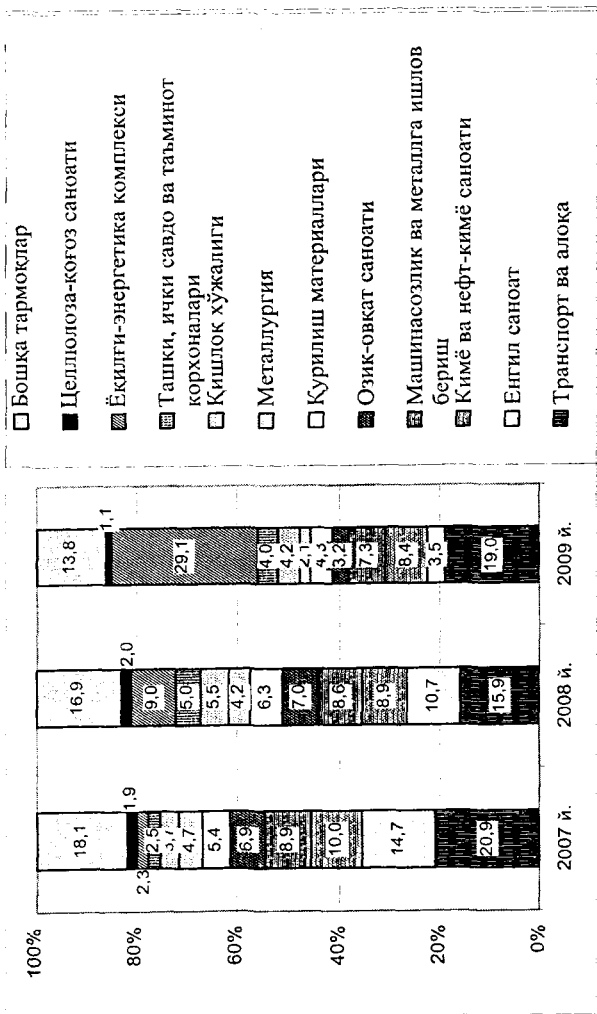 100%
80%
60%
40%
20%
0%
18,1
1,9
2,3
2,5
4,7
5,4
6,9
8,9
10,0
14,7
20,9
2007 й.
16,9
2,0
9,0
5,0
5,5
4,2
6,3
7,0
8,6
8,9
10,7
15,9
2008 й.
13,8
1,1
29,1
4,0
4,2
2,1
4,3
3,2
7,3
8,4
3,5
19,0
2009 й.
Бошқа тармоқлар
Целлюлоза-коғоз саноати
Ёқилғи-энергетика комплекси
Ташки, ички савдо ва таъминот
корхоналари
Қишлоқ хўжалиги
Металлургия
Қурилиш материаллари
Озиқ-овқат саноати
Машинасозлик ва металлга ишлов
бериш
Кимё ва нефт-кимё саноати
Енгил саноат
Транспорт ва алоқа